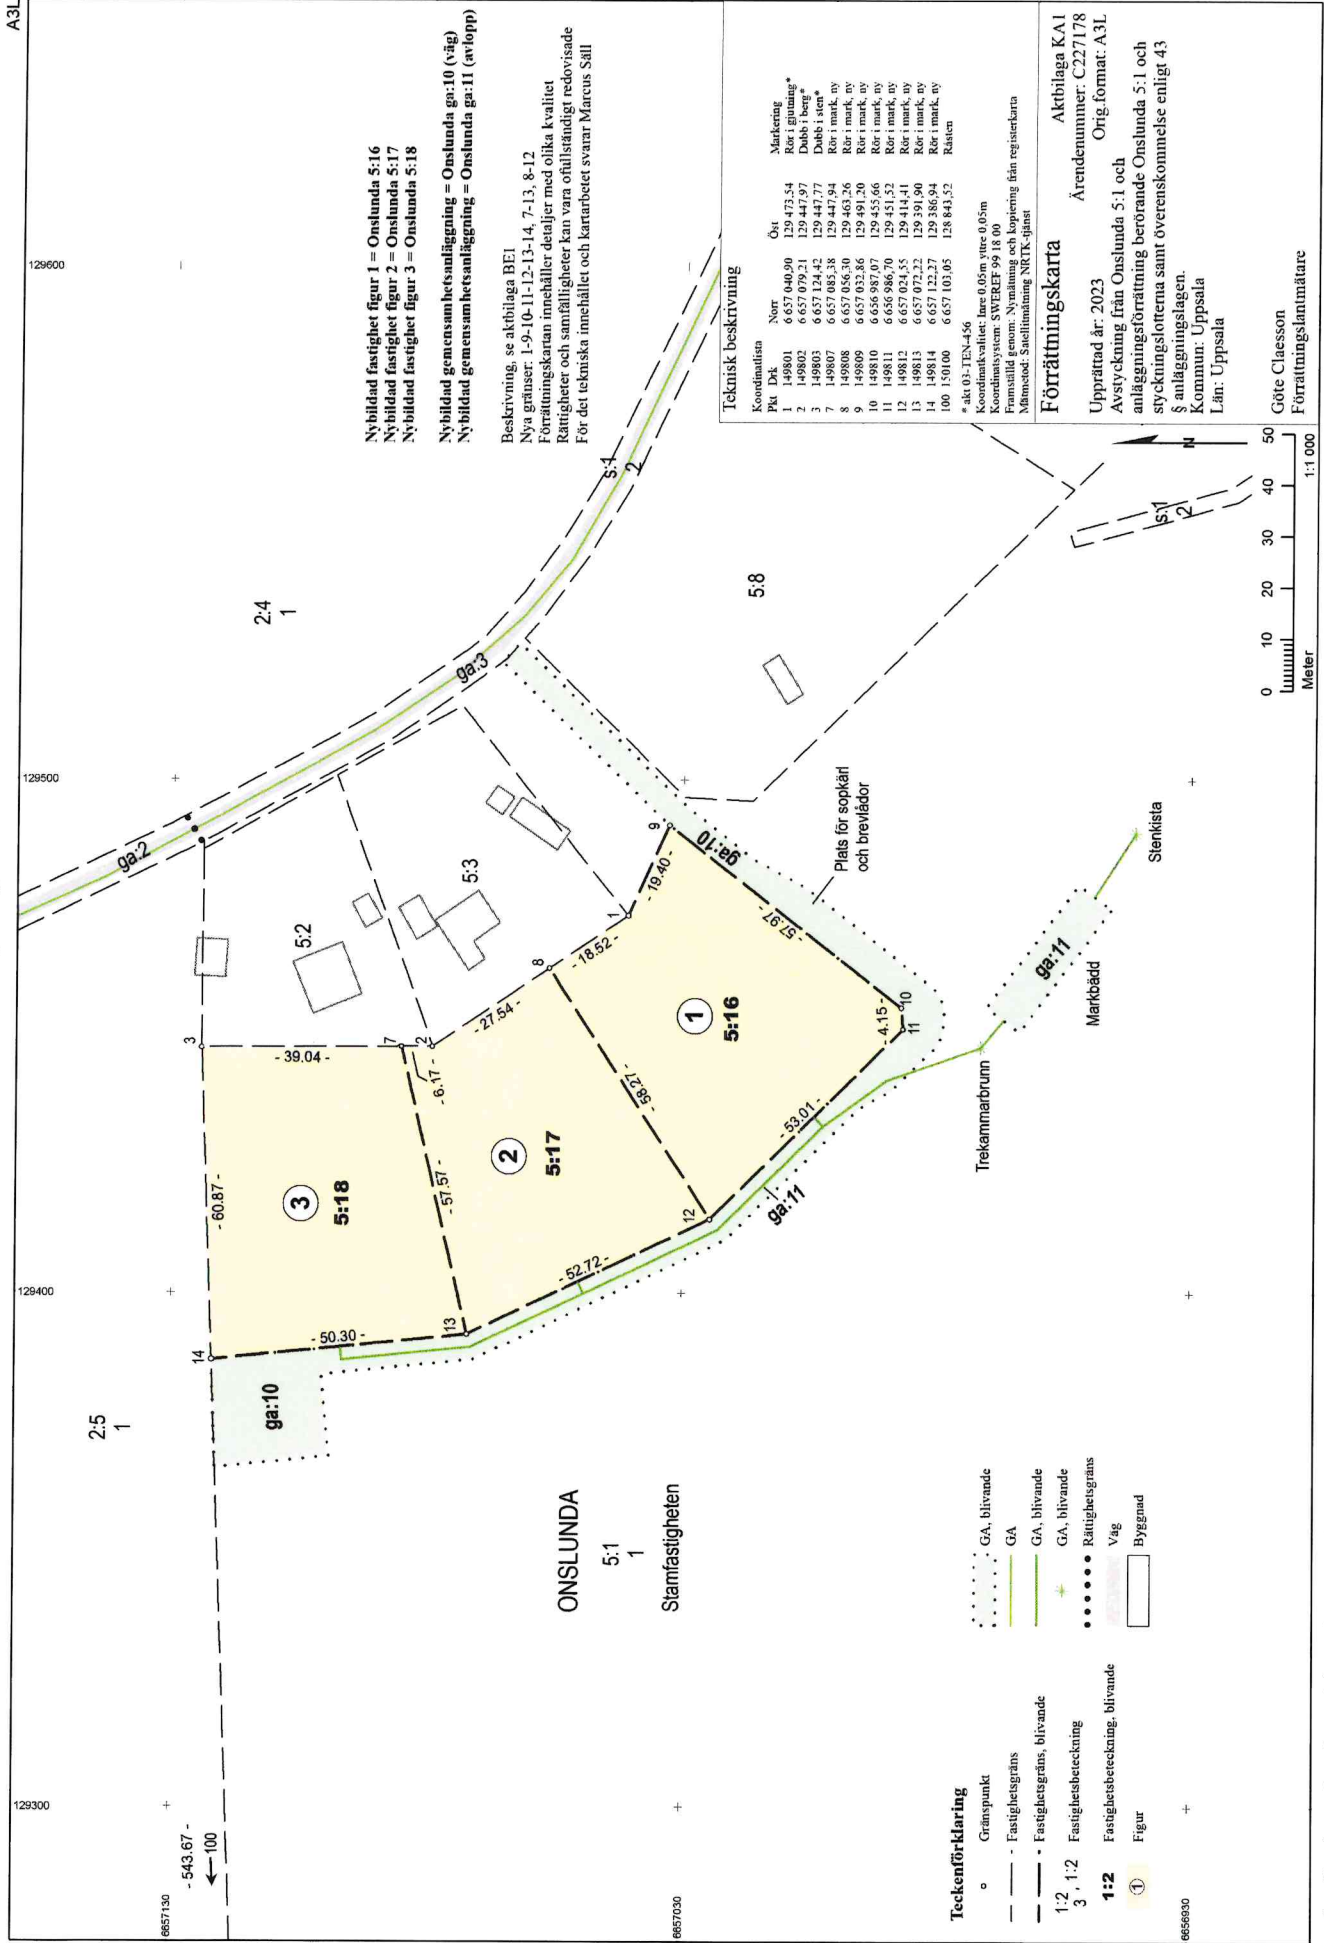 A3L
129300
129400
129500
129600
6657130
6657030
6656930
Nybildad fastighet figur 1 = Onslunda 5:16
Nybildad fastighet figur 2 = Onslunda 5:17
Nybildad fastighet figur 3 = Onslunda 5:18
Nybildad gemensamhetsanläggning = Onslunda ga:10 (väg)
Nybildad gemensamhetsanläggning = Onslunda ga:11 (avlopp)
Beskrivning, se aktbilaga BE1
Nya gränser: 1-9-10-11-12-13-14, 7-13, 8-12
Förrättningskartan innehåller detaljer med olika kvalitet
Rättigheter och samfälligheter kan vara ofullständigt redovisade
För det tekniska innehållet och kartarbetet svarar Marcus Säll
2:5
1
2:4
1
- 543.67 -
100
14
- 60.87 -
3
- 39.04 -
7
2
- 6.17 -
- 57.57 -
13
- 50.30 -
3
5:18
ga:10
ga:2
5:2
5:3
ga:3
s:1
2
- 27.54 -
8
- 18.52 -
1
- 19.40 -
9
2
5:17
- 58.27 -
- 52.72 -
12
1
5:16
- 57.97 -
ga:10
- 4.15 -
10
11
- 53.01 -
ga:11
5:8
Plats för sopkärl
och brevlådor
ga:11
Markbädd
Trekammarbrunn
Stenkista
s:1
2
ONSLUNDA
5:1
1
Stamfastigheten
Teckenförklaring
Gränspunkt
Fastighetsgräns
Fastighetsgräns, blivande
1:2 3, 1:2 Fastighetsbeteckning
1:2 Fastighetsbeteckning, blivande
1 Figur
GA, blivande
GA
GA, blivande
GA, blivande
Rättighetsgräns
Väg
Byggnad
0 10 20 30 40 50
Meter
1:1 000
N
Teknisk beskrivning
Koordinatlista
Pkt Drk Norr Öst Markering
1 149801 6 657 040,90 129 473,54 Rör i gjutning*
2 149802 6 657 079,21 129 447,97 Dubb i berg*
3 149803 6 657 124,42 129 447,77 Dubb i sten*
7 149807 6 657 085,38 129 447,94 Rör i mark, ny
8 149808 6 657 056,30 129 463,26 Rör i mark, ny
9 149809 6 657 032,86 129 491,20 Rör i mark, ny
10 149810 6 656 987,07 129 455,66 Rör i mark, ny
11 149811 6 656 986,70 129 451,52 Rör i mark, ny
12 149812 6 657 024,55 129 414,41 Rör i mark, ny
13 149813 6 657 072,22 129 391,90 Rör i mark, ny
14 149814 6 657 122,27 129 386,94 Rör i mark, ny
100 150100 6 657 103,05 128 843,52 Råsten
* akt 03-TEN-456
Koordinatkvalitet: Inre 0,05m yttre 0,05m
Koordinatsystem: SWEREF 99 18 00
Framställd genom: Nymätning och kopiering från registerkarta
Mätmetod: Satellitmätning NRTK-tjänst
Förrättningskarta
Aktbilaga KA1
Ärendenummer: C227178
Upprättad år: 2023 Orig.format: A3L
Avstyckning från Onslunda 5:1 och
anläggningsförrättning berörande Onslunda 5:1 och
styckningslotterna samt överenskommelse enligt 43
§ anläggningslagen.
Kommun: Uppsala
Län: Uppsala
Göte Claesson
Förrättningslantmätare